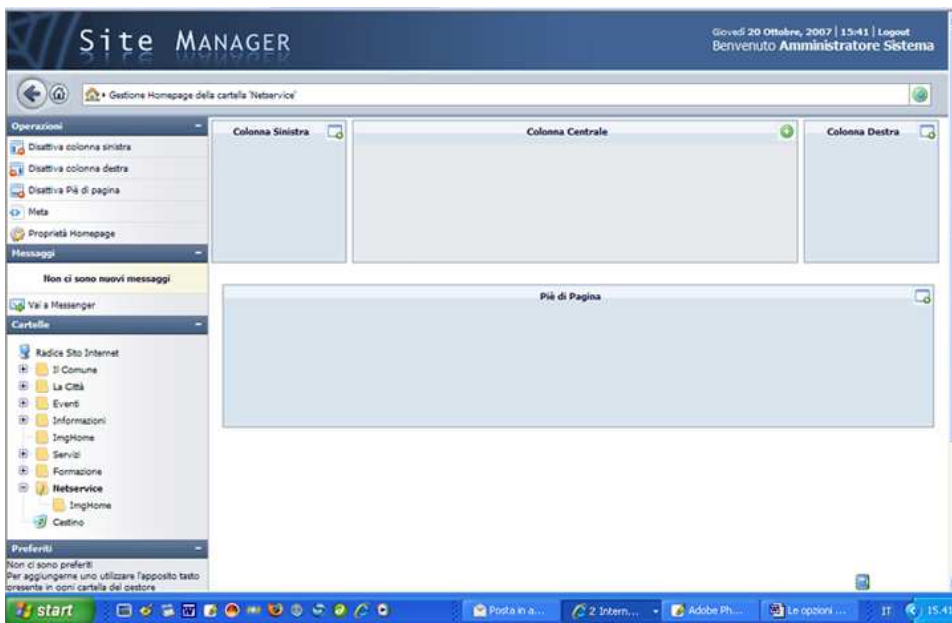 Site MANAGER
Giovedì 20 Ottobre, 2007 | 15:41 | Logout
Benvenuto Amministratore Sistema
Gestione Homepage della cartella 'Netservice'
Operazioni
Disattiva colonna sinistra
Disattiva colonna destra
Disattiva Piè di pagina
Meta
Proprietà Homepage
Messaggi
Non ci sono nuovi messaggi
Vai a Messenger
Cartelle
Radice Sito Internet
Il Comune
La Città
Eventi
Informazioni
ImgHome
Servizi
Formazione
Netservice
ImgHome
Cestino
Preferiti
Non ci sono preferiti
Per aggiungerne uno utilizzare l'apposito tasto
presente in ogni cartella del gestore
Colonna Sinistra
Colonna Centrale
Colonna Destra
Piè di Pagina
start
Posta in a...
2 Intern...
Adobe Ph...
Le opzioni ...
IT
15.41